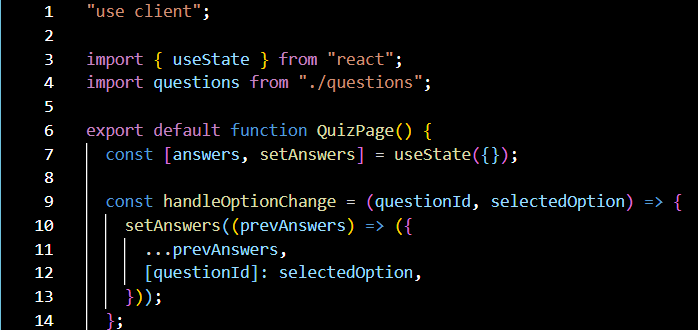 1 "use client";
2
3 import { useState } from "react";
4 import questions from "./questions";
5
6 export default function QuizPage() {
7 const [answers, setAnswers] = useState({});
8
9 const handleOptionChange = (questionId, selectedOption) => {
10 setAnswers((prevAnswers) => ({
11 ...prevAnswers,
12 [questionId]: selectedOption,
13 }));
14 };